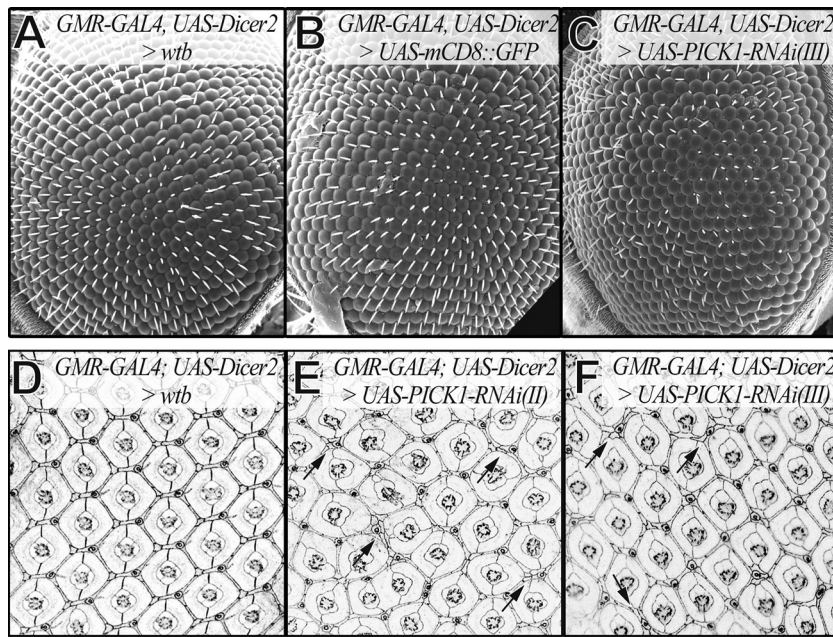 A
GMR-GAL4, UAS-Dicer2
> wtb
B
GMR-GAL4, UAS-Dicer2
> UAS-mCD8::GFP
C
GMR-GAL4, UAS-Dicer2
> UAS-PICK1-RNAi(III)
D
GMR-GAL4; UAS-Dicer2
> wtb
E
GMR-GAL4; UAS-Dicer2
> UAS-PICK1-RNAi(II)
F
GMR-GAL4; UAS-Dicer2
> UAS-PICK1-RNAi(III)